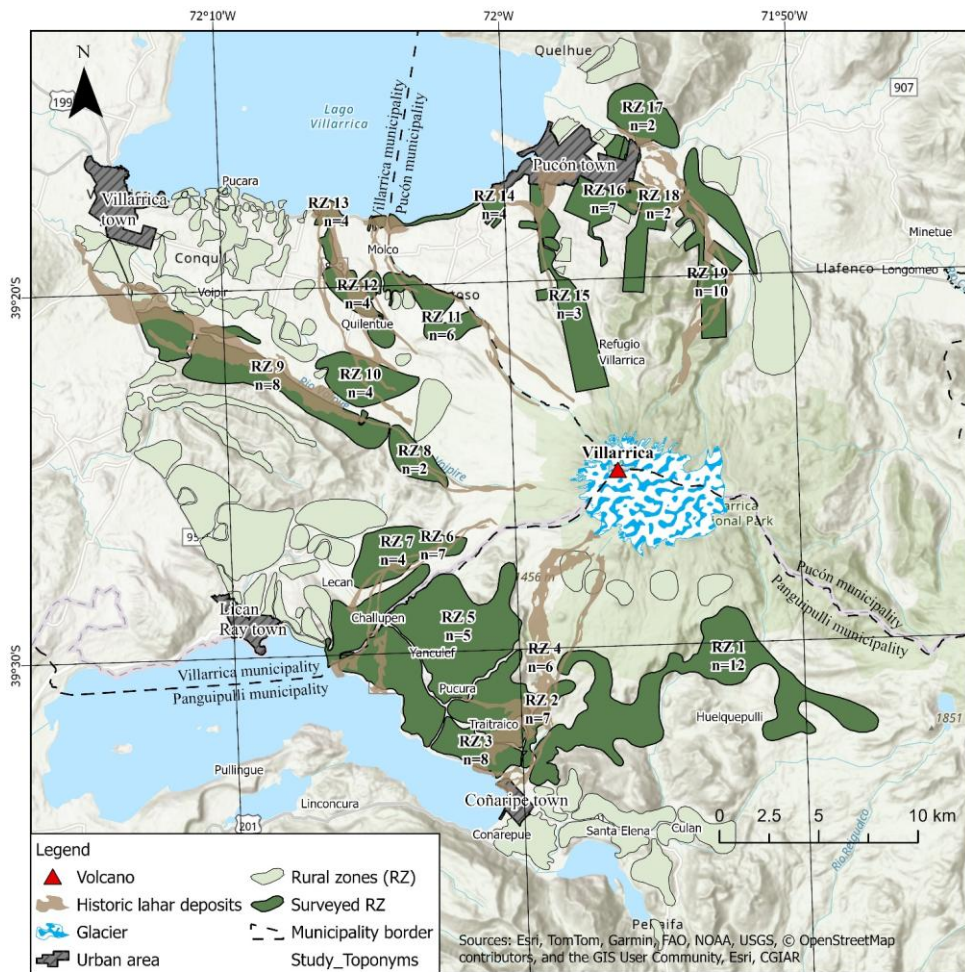 72°10'W
72°W
71°50'W
N
Quelhue
199
907
Lago
Villarrica
RZ 17
n=2
Villarrica municipality
Pucón municipality
Pucón town
Pucara
Villarrica
town
RZ 13
n=4
RZ 14
n=4
RZ 16
n=7
RZ 18
n=2
Molco
Minetue
Conquil
Llafenco
Longomeo
39°20'S
Voipir
RZ 12
n=4
RZ 19
n=10
Quilentue
RZ 11
n=6
RZ 15
n=3
Refugio
Villarrica
RZ 9
n=8
RZ 10
n=4
RZ 8
n=2
Voipire
Villarrica
RZ 7
n=4
RZ 6
n=7
95
1456 m
Lecan
Challupen
Lican
Ray town
RZ 5
n=5
Yanculef
Pucón municipality
Panguipulli municipality
39°30'S
RZ 4
n=6
RZ 1
n=12
Villarrica municipality
Panguipulli municipality
Pucura
RZ 2
n=7
Huelquepulli
Traitraico
RZ 3
n=8
1851
Pullingue
Linconcura
Coñaripe town
201
Conarepue
Santa Elena
Culan
0 2.5 5 10 km
Legend
Volcano
Historic lahar deposits
Glacier
Urban area
Rural zones (RZ)
Surveyed RZ
Municipality border
Study_Toponyms
Sources: Esri, TomTom, Garmin, FAO, NOAA, USGS, © OpenStreetMap
contributors, and the GIS User Community, Esri, CGIAR